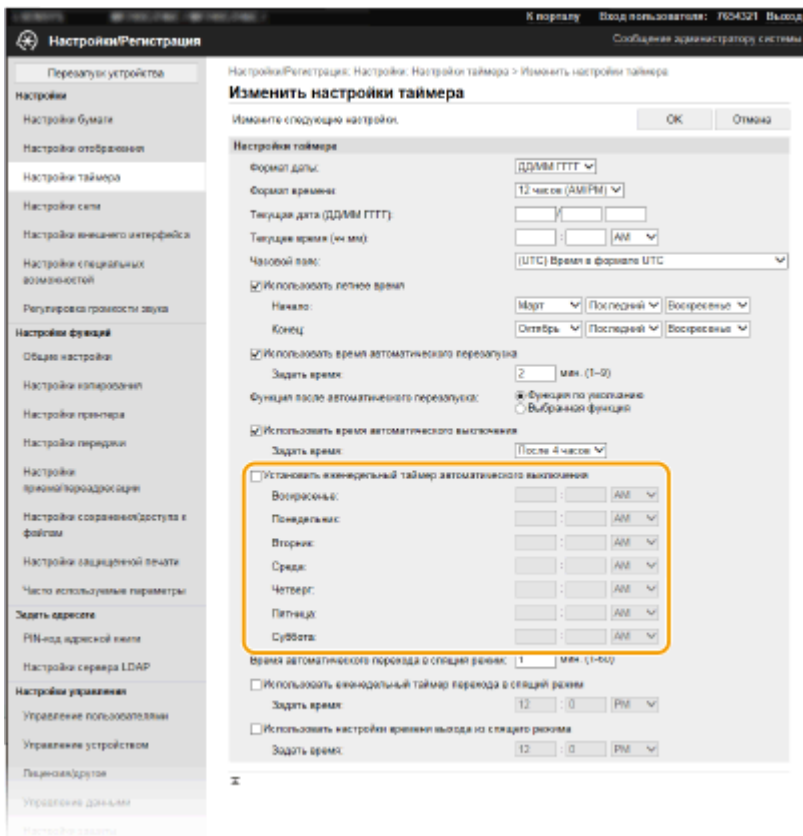 К порталу Вход пользователя: 7654321 Выход
Настройки/Регистрация
Сообщение администратору системы
Перезапуск устройства
Настройки
Настройки бумаги
Настройки отображения
Настройки таймера
Настройки сети
Настройки внешнего интерфейса
Настройки специальных
возможностей
Регулировка громкости звука
Настройки функций
Общие настройки
Настройки копирования
Настройки принтера
Настройки передачи
Настройки
приема/переадресации
Настройки сохранения/доступа к
файлам
Настройки защищенной печати
Часто используемые параметры
Задать адресата
PIN-код адресной книги
Настройки сервера LDAP
Настройки управления
Управление пользователями
Управление устройством
Лицензия/другое
Управление данными
Настройки/Регистрация: Настройки: Настройки таймера > Изменить настройки таймера
Изменить настройки таймера
Измените следующие настройки.
OK Отмена
Настройки таймера
Формат даты: ДД/ММ ГГГГ
Формат времени: 12 часов (AM/PM)
Текущая дата (ДД/ММ ГГГГ): /
Текущее время (чч:мм): : AM
Часовой пояс: (UTC) Время в формате UTC
Использовать летнее время
Начало: Март Последний Воскресенье
Конец: Октябрь Последний Воскресенье
Использовать время автоматического перезапуска
Задать время: 2 мин. (1–9)
Функция после автоматического перезапуска: Функция по умолчанию
Выбранная функция
Использовать время автоматического выключения
Задать время: После 4 часов
Установить еженедельный таймер автоматического выключения
Воскресенье: : AM
Понедельник: : AM
Вторник: : AM
Среда: : AM
Четверг: : AM
Пятница: : AM
Суббота: : AM
Время автоматического перехода в спящий режим: 1 мин. (1-60)
Использовать еженедельный таймер перехода в спящий режим
Задать время: 12 : 0 PM
Использовать настройки времени выхода из спящего режима
Задать время: 12 : 0 PM